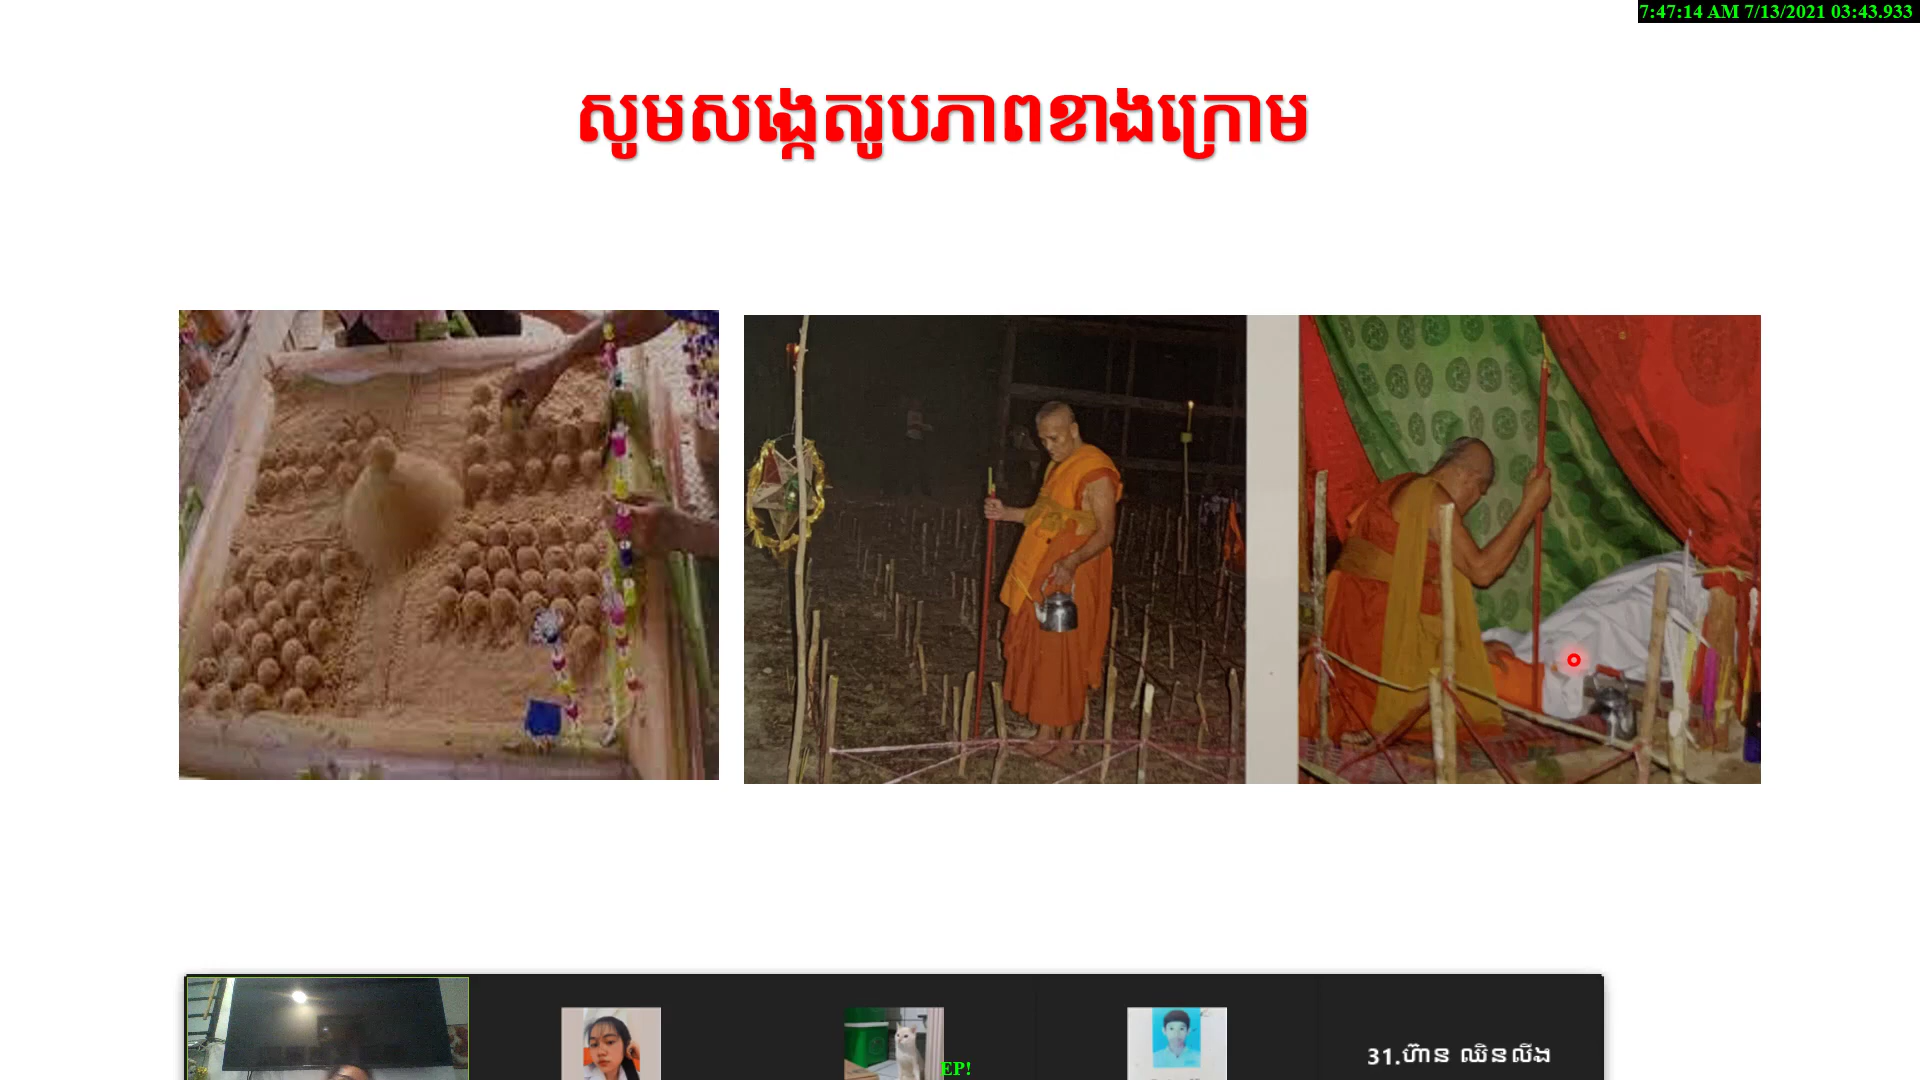 7:47:14 AM 7/13/2021 03:43.933
សូមសង្កេតរូបភាពខាងក្រោម
EP!
31.ហ៊ាន ឈិនលីង